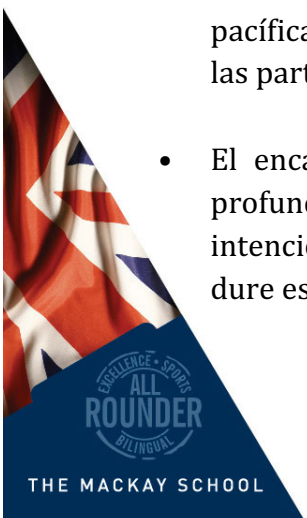 pacífica
las part
• El enca
profund
intenció
dure es
EXCELLENCE • SPORTS
ALL
ROUNDER
BILINGUAL
THE MACKAY SCHOOL